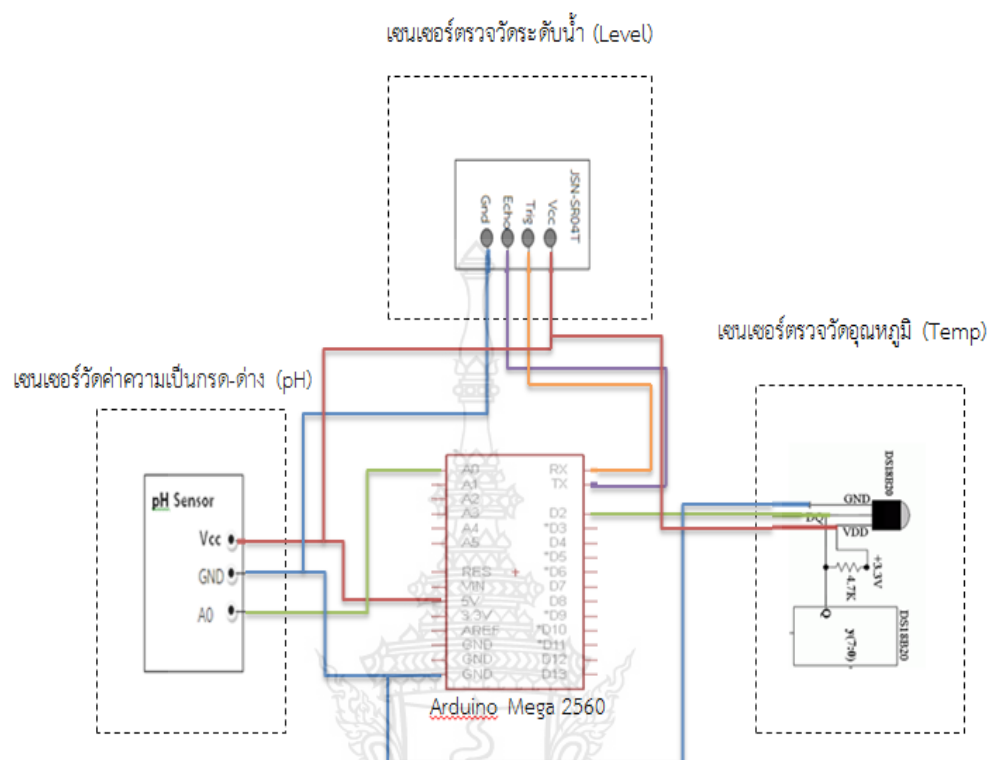 เซนเซอร์ตรวจวัดระดับน้ำ (Level)
JSN-SR04T
Gnd
Echo
Trig
Vcc
เซนเซอร์ตรวจวัดอุณหภูมิ (Temp)
เซนเซอร์วัดค่าความเป็นกรด-ด่าง (pH)
pH Sensor
Vcc
GND
A0
A0
A1
A2
A3
A4
A5
RES
VIN
5V
3.3V
AREF
GND
GND
GND
RX
TX
D2
*D3
D4
*D5
*D6
D7
D8
*D9
*D10
*D11
D12
D13
Arduino Mega 2560
DS18B20
GND
DQ
VDD
+3.3V
4.7K
DS18B20
Q
y(7:0)